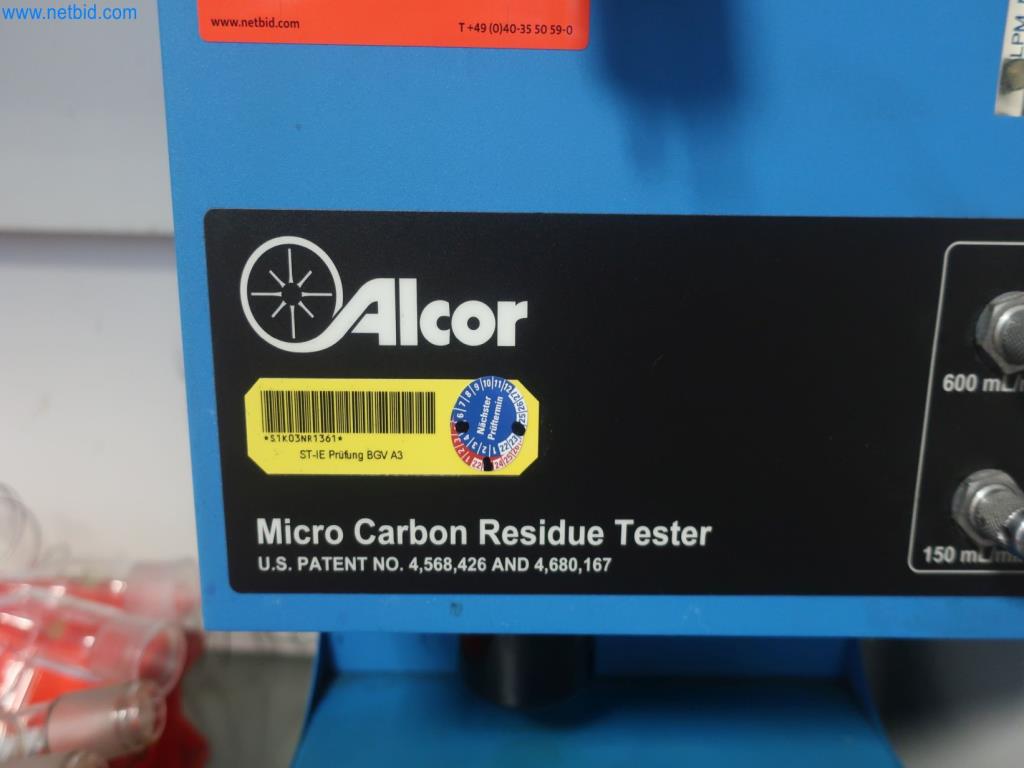 www.netbid.com
www.netbid.com T +49 (0)40-35 50 59-0
LPM
Alcor
*S1K03NR1361*
ST-IE Prüfung BGV A3
Nächster
Prüftermin
600 mL/
Micro Carbon Residue Tester
U.S. PATENT NO. 4,568,426 AND 4,680,167
150 mL/